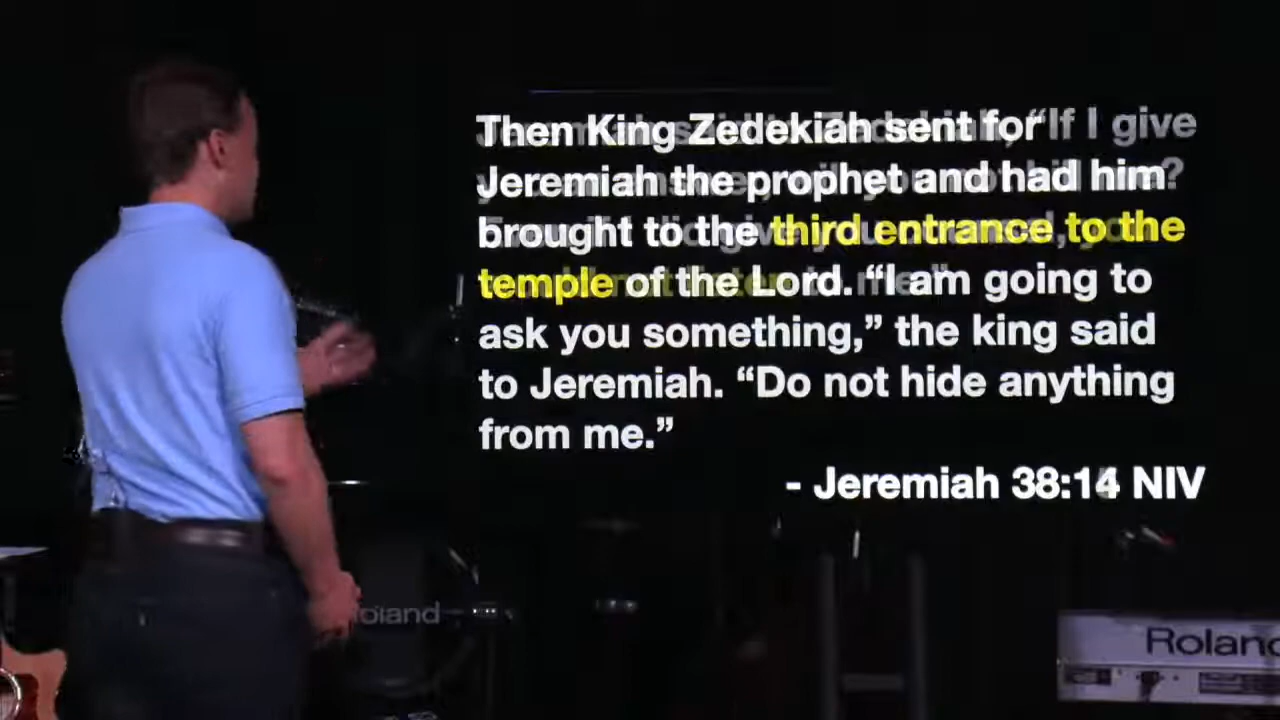 Then King Zedekiah sent for “If I give
Jeremiah the prophet and had him ?
brought to the third entrance to the
temple of the Lord. “I am going to
ask you something,” the king said
to Jeremiah. “Do not hide anything
from me.”
- Jeremiah 38:14 NIV
Roland
Roland